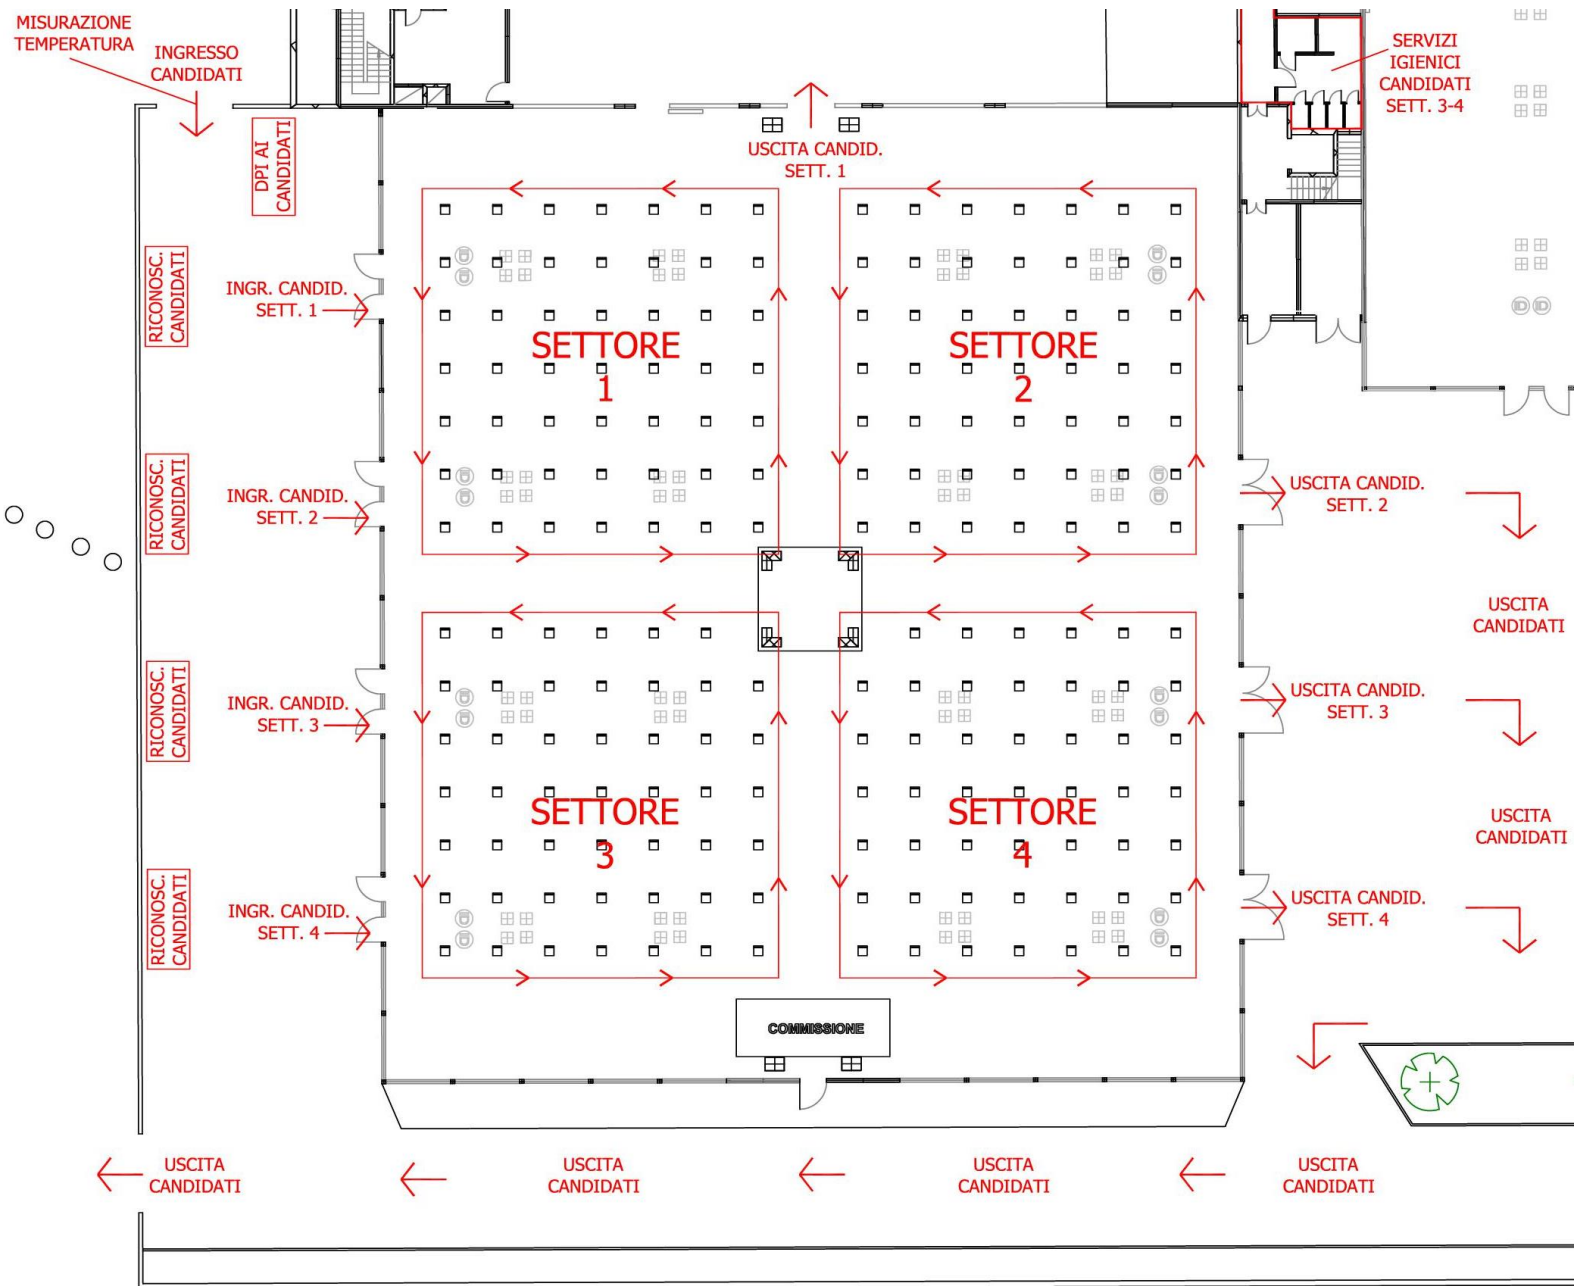 MISURAZIONE
TEMPERATURA
INGRESSO
CANDIDATI
SERVIZI
IGIENICI
CANDIDATI
SETT. 3-4
DPI AI
CANDIDATI
USCITA CANDID.
SETT. 1
RICONOSC.
CANDIDATI
INGR. CANDID.
SETT. 1
SETTORE
1
SETTORE
2
RICONOSC.
CANDIDATI
INGR. CANDID.
SETT. 2
USCITA CANDID.
SETT. 2
USCITA
CANDIDATI
RICONOSC.
CANDIDATI
INGR. CANDID.
SETT. 3
USCITA CANDID.
SETT. 3
SETTORE
3
SETTORE
4
USCITA
CANDIDATI
RICONOSC.
CANDIDATI
INGR. CANDID.
SETT. 4
USCITA CANDID.
SETT. 4
COMMISSIONE
USCITA
CANDIDATI
USCITA
CANDIDATI
USCITA
CANDIDATI
USCITA
CANDIDATI